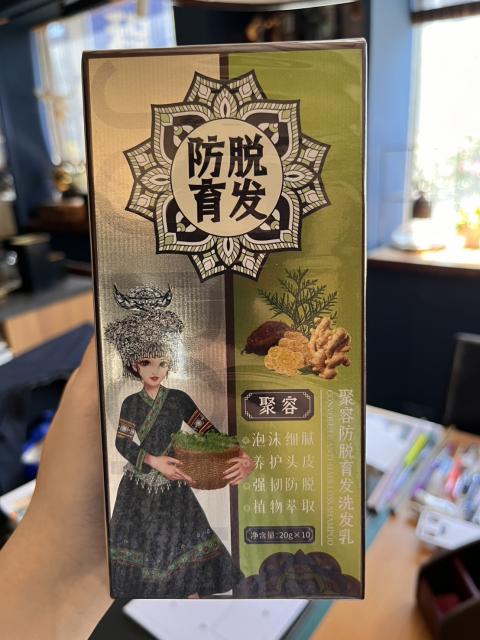 防脱
育发
聚容
泡沫细腻
养护头皮
强韧防脱
植物萃取
净含量:20g×10
聚容防脱育发洗发乳